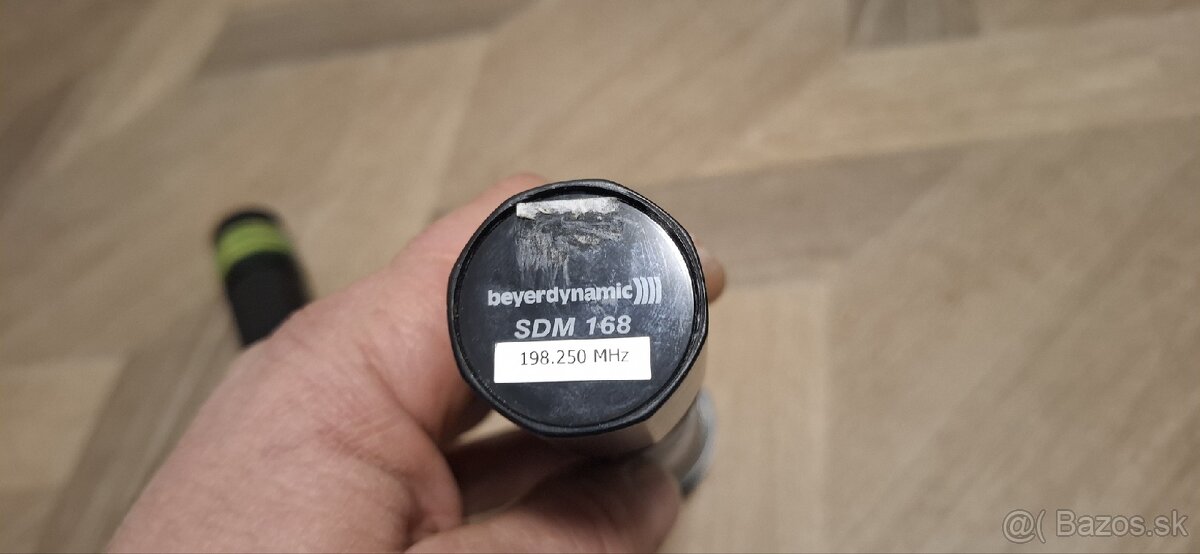 beyerdynamic))))
SDM 168
198.250 MHz
@( Bazos.sk